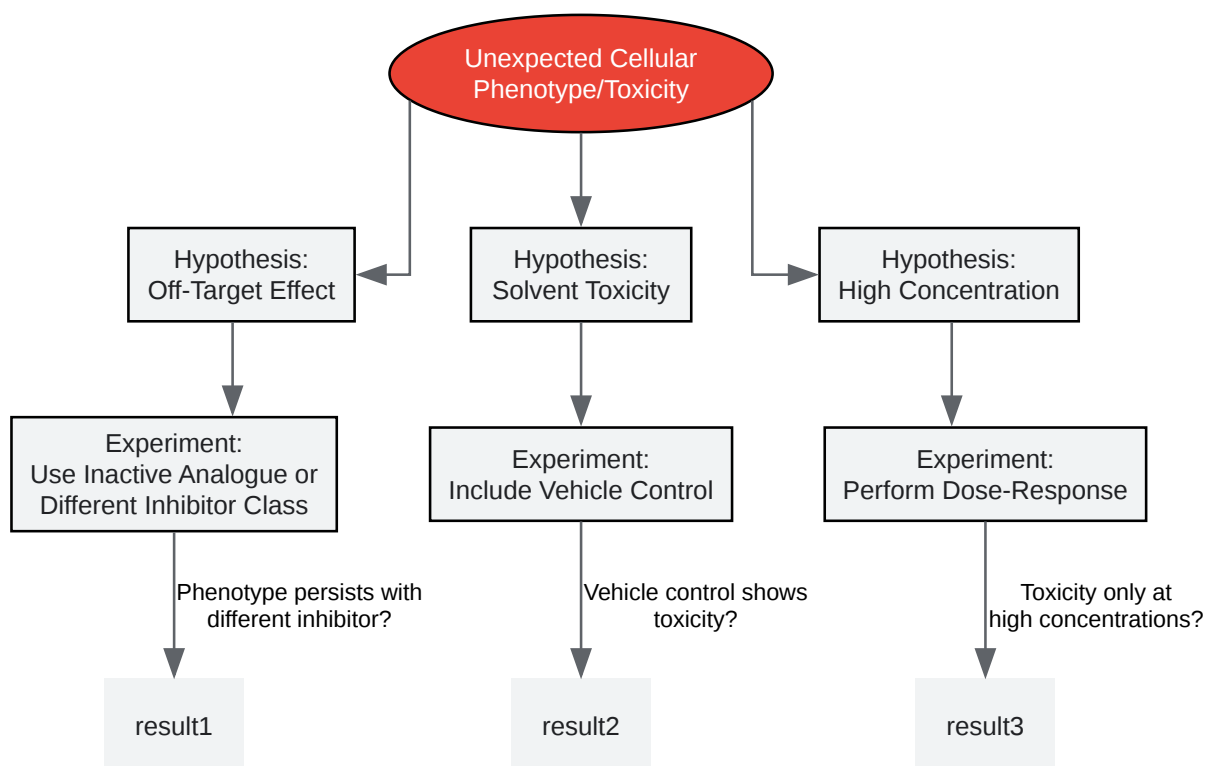 Unexpected Cellular
Phenotype/Toxicity
Hypothesis:
Off-Target Effect
Hypothesis:
Solvent Toxicity
Hypothesis:
High Concentration
Experiment:
Use Inactive Analogue or
Different Inhibitor Class
Experiment:
Include Vehicle Control
Experiment:
Perform Dose-Response
Phenotype persists with
different inhibitor?
Vehicle control shows
toxicity?
Toxicity only at
high concentrations?
result1
result2
result3